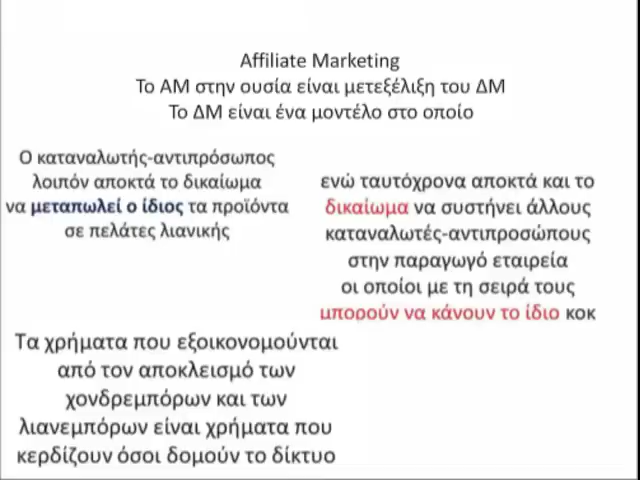 Affiliate Marketing
Το ΑΜ στην ουσία είναι μετεξέλιξη του ΔΜ
Το ΔΜ είναι ένα μοντέλο στο οποίο
Ο καταναλωτής-αντιπρόσωπος
λοιπόν αποκτά το δικαίωμα
να μεταπωλεί ο ίδιος τα προϊόντα
σε πελάτες λιανικής
ενώ ταυτόχρονα αποκτά και το
δικαίωμα να συστήνει άλλους
καταναλωτές-αντιπροσώπους
στην παραγωγό εταιρεία
οι οποίοι με τη σειρά τους
μπορούν να κάνουν το ίδιο κοκ
Τα χρήματα που εξοικονομούνται
από τον αποκλεισμό των
χονδρεμπόρων και των
λιανεμπόρων είναι χρήματα που
κερδίζουν όσοι δομούν το δίκτυο